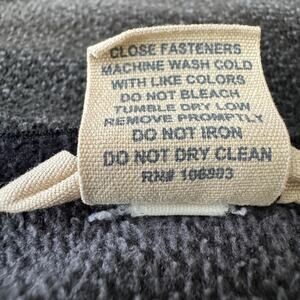 CLOSE FASTENERS
MACHINE WASH COLD
WITH LIKE COLORS
DO NOT BLEACH
TUMBLE DRY LOW
REMOVE PROMPTLY
DO NOT IRON
DO NOT DRY CLEAN
RN#